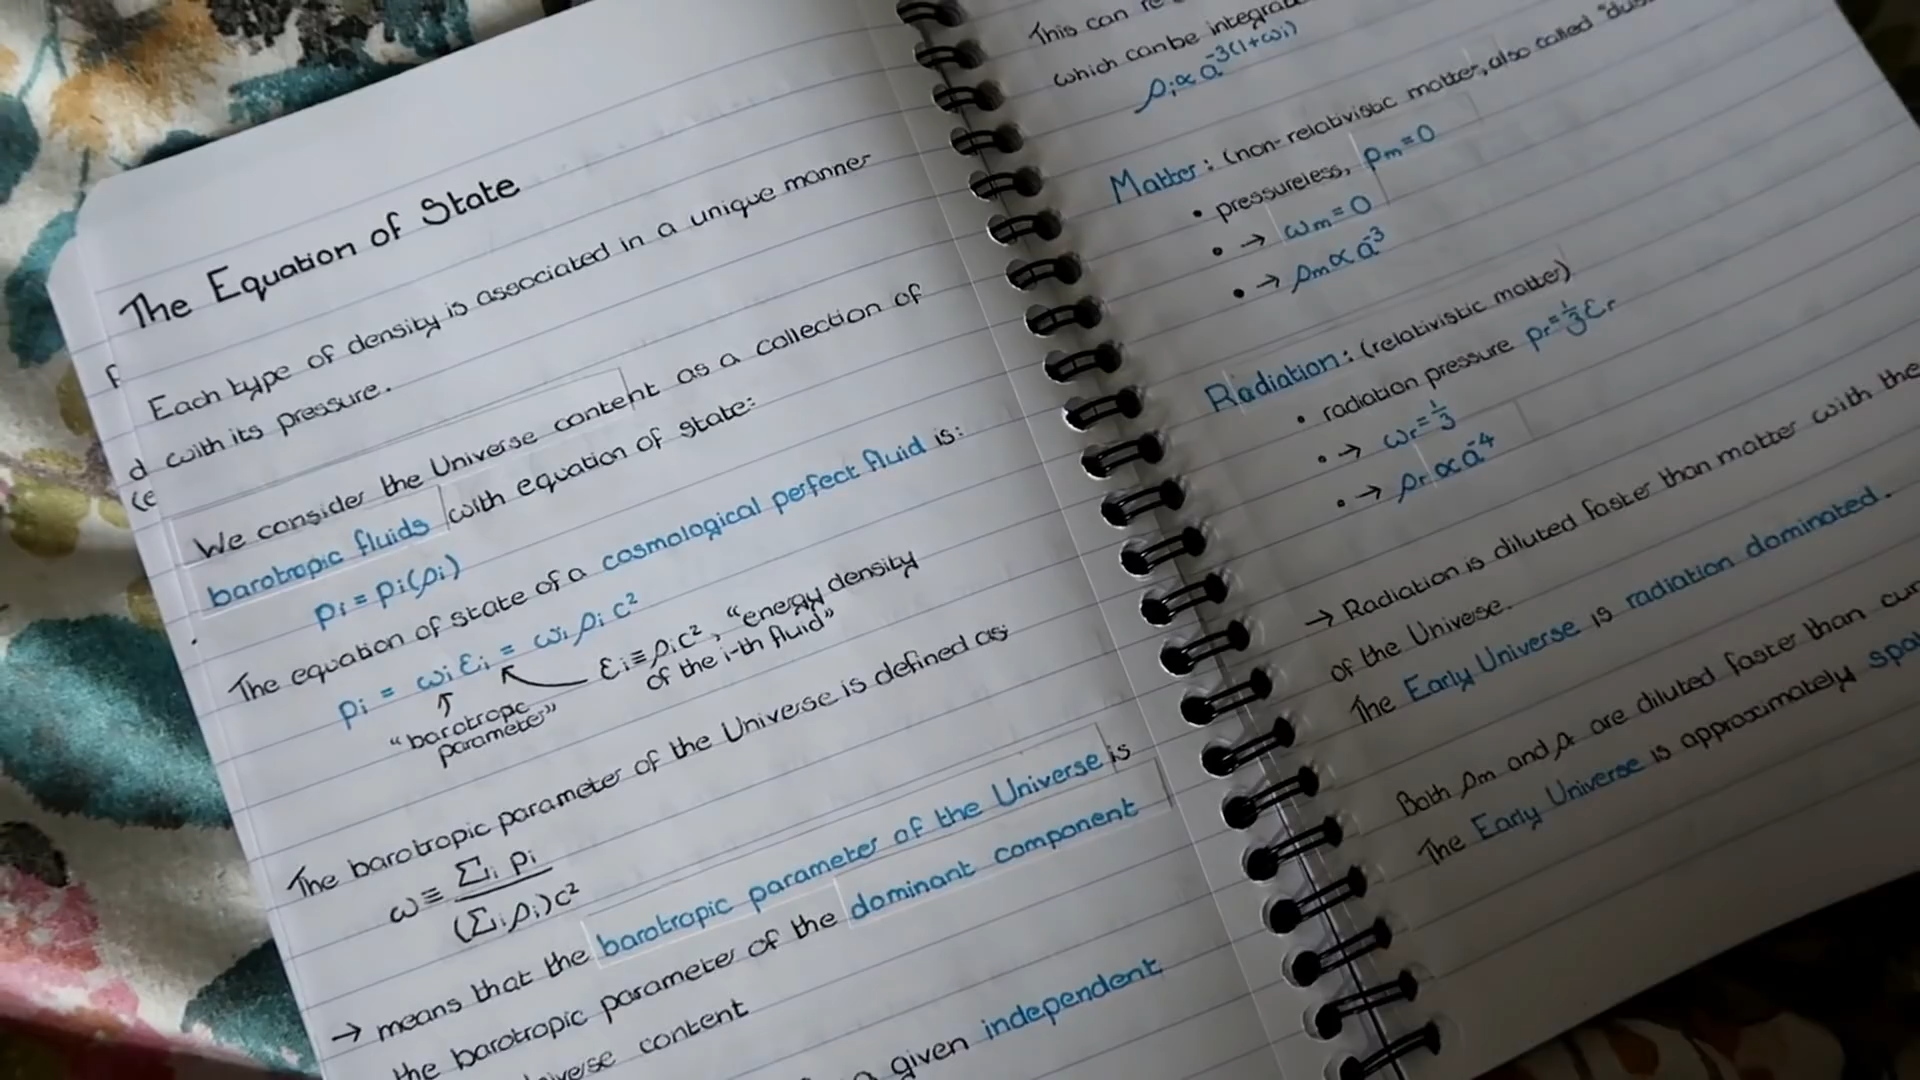 The Equation of State
Each type of density is associated in a unique manner
with its pressure.
We consider the Universe content as a collection of
barotropic fluids with equation of state:
pi = pi(ρi)
The equation of state of a cosmological perfect fluid is:
pi = ωi εi = ωi ρi c²
εi ≡ ρi c², "energy density
of the i-th fluid"
"barotropic
parameter"
The barotropic parameter of the Universe is defined as:
ω ≡ Σi pi / (Σi ρi)c²
→ means that the barotropic parameter of the Universe is
the barotropic parameter of the dominant component
content
given independent
This can
which can be
ρi ∝ a^-3(1+ωi)
Matter: (non-relativistic matter, also called
• pressureless, pm = 0
• → ωm = 0
• → ρm ∝ a^-3
Radiation: (relativistic matter)
• radiation pressure pr = 1/3 εr
• → ωr = 1/3
• → ρr ∝ a^-4
→ Radiation is diluted faster than matter with the
of the Universe.
The Early Universe is radiation dominated.
Both ρm and ρr are diluted faster than
The Early Universe is approximately